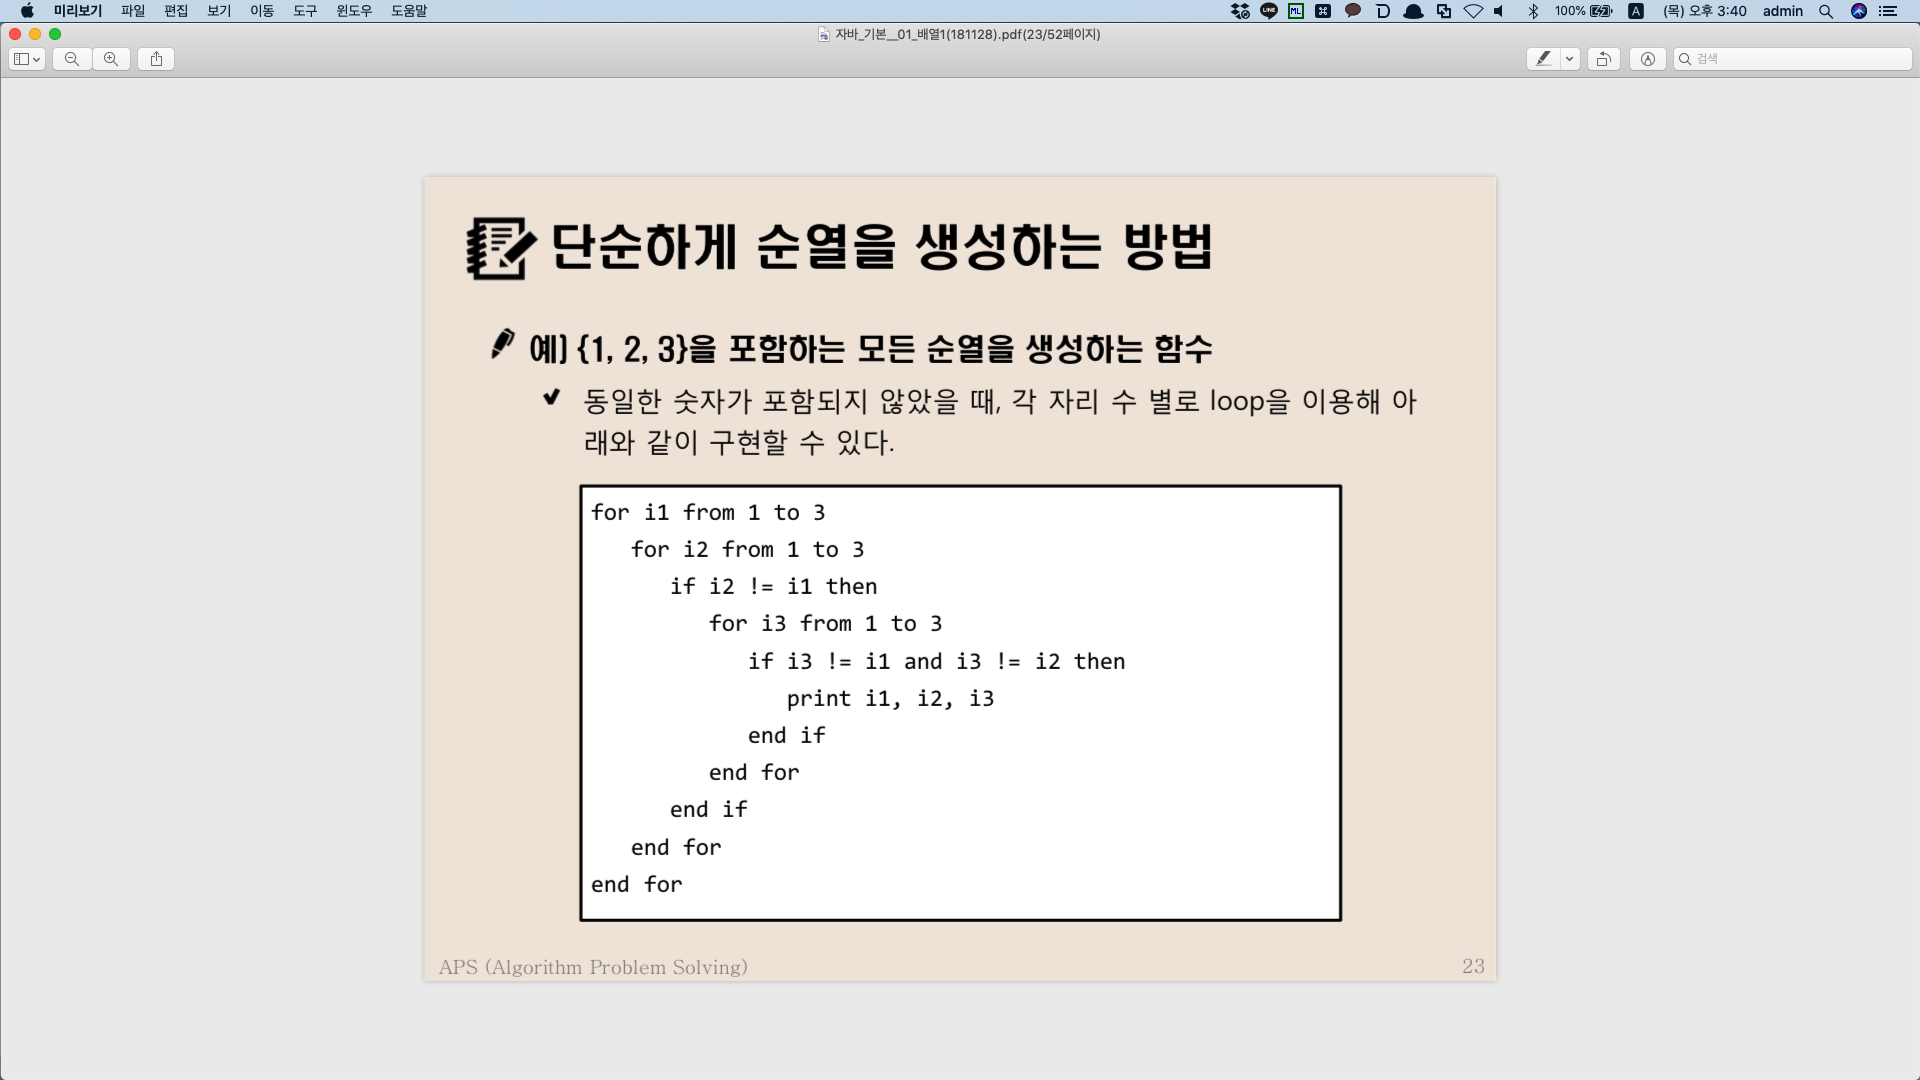 미리보기 파일 편집 보기 이동 도구 윈도우 도움말 LINE ML 100% A (목) 오후 3:40 admin
자바_기본__01_배열1(181128).pdf(23/52페이지)
검색
단순하게 순열을 생성하는 방법
예) {1, 2, 3}을 포함하는 모든 순열을 생성하는 함수
동일한 숫자가 포함되지 않았을 때, 각 자리 수 별로 loop을 이용해 아
래와 같이 구현할 수 있다.
for i1 from 1 to 3
for i2 from 1 to 3
if i2 != i1 then
for i3 from 1 to 3
if i3 != i1 and i3 != i2 then
print i1, i2, i3
end if
end for
end if
end for
end for
APS (Algorithm Problem Solving) 23